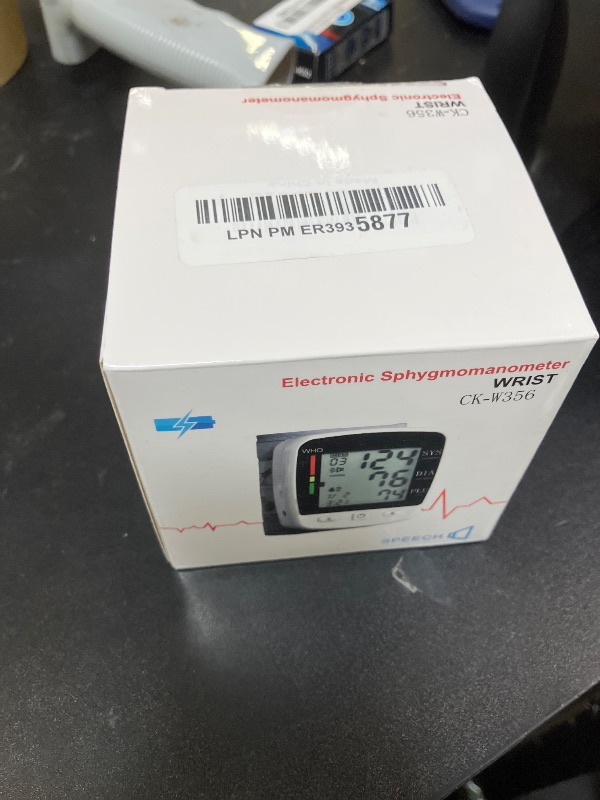 Electronic Sphygmomanometer
WRIST
CK-W356
LPN PM ER3935877
Electronic Sphygmomanometer
WRIST
CK-W356
WHO
03
124
SYS
76
DIA
74
PUL
SPEECH